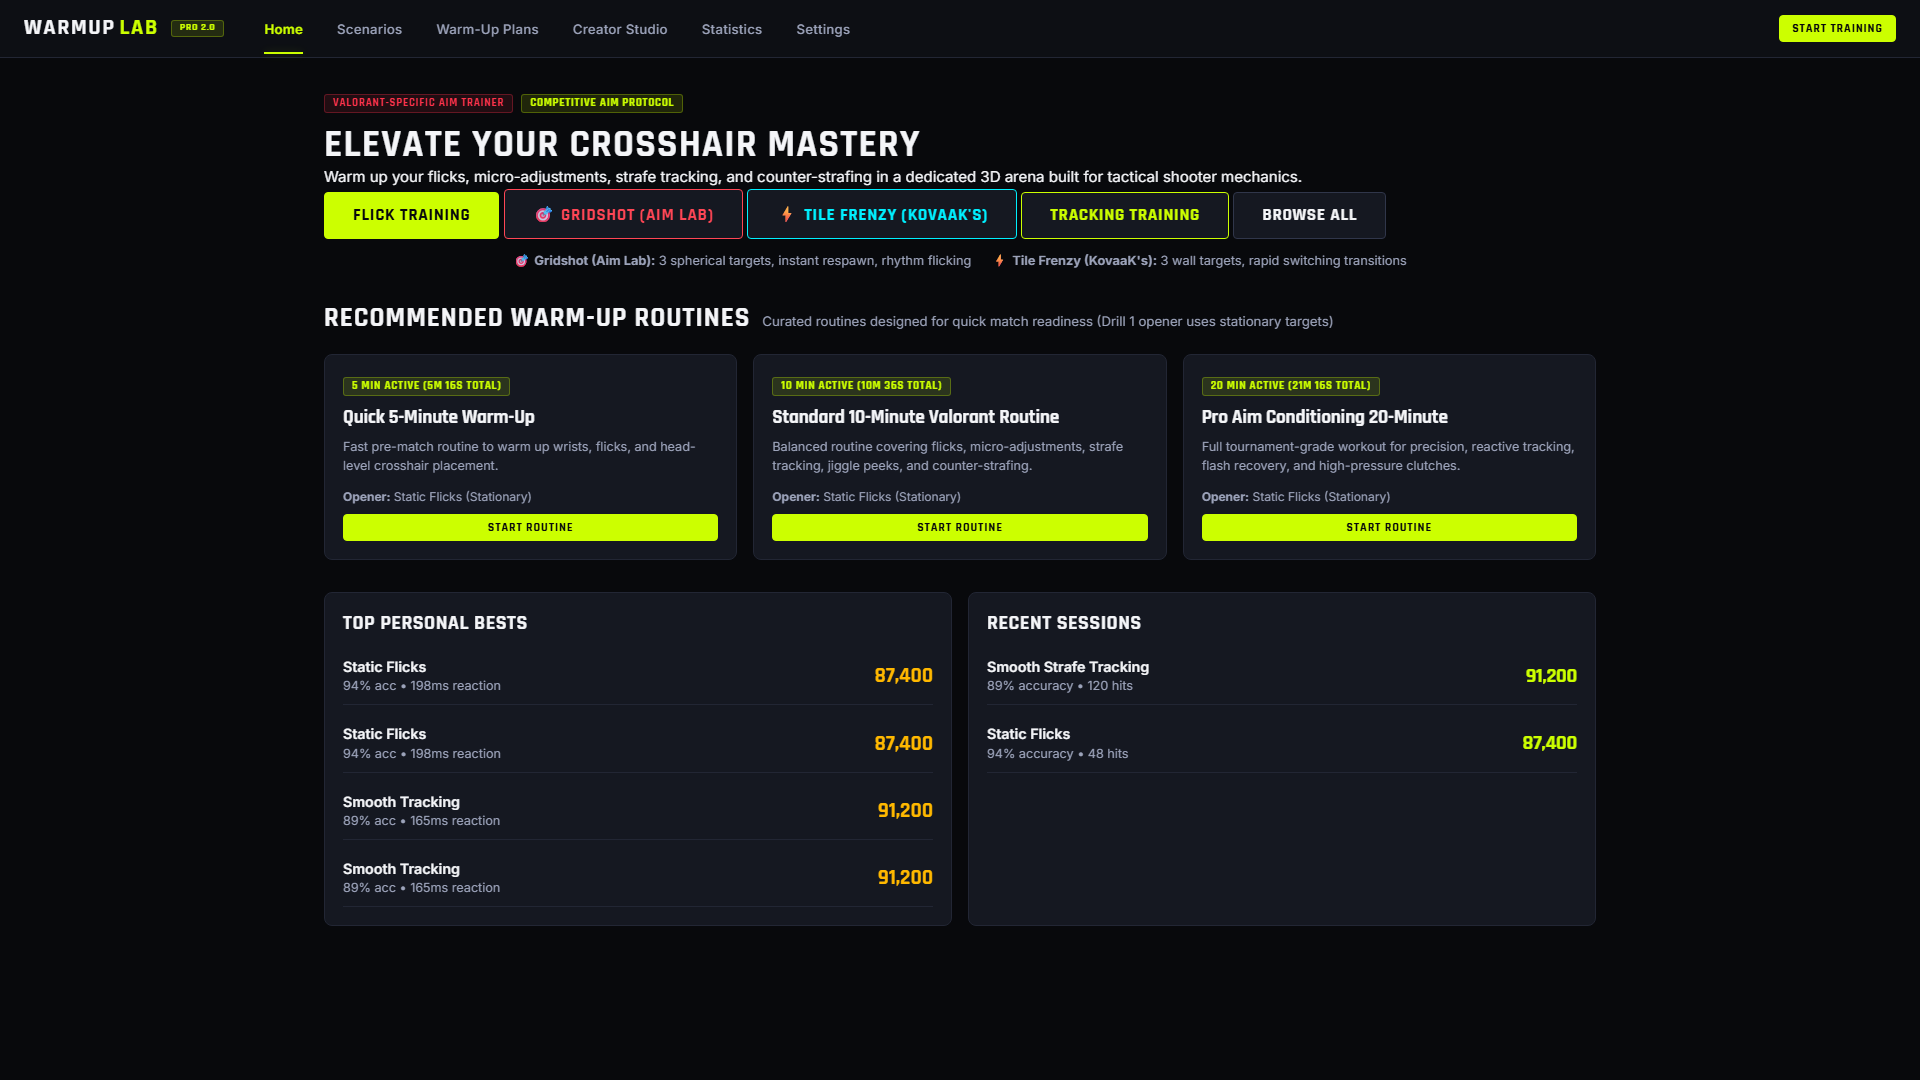 WARMUP LAB PRO 2.0 Home Scenarios Warm-Up Plans Creator Studio Statistics Settings START TRAINING
VALORANT-SPECIFIC AIM TRAINER COMPETITIVE AIM PROTOCOL
ELEVATE YOUR CROSSHAIR MASTERY
Warm up your flicks, micro-adjustments, strafe tracking, and counter-strafing in a dedicated 3D arena built for tactical shooter mechanics.
FLICK TRAINING GRIDSHOT (AIM LAB) TILE FRENZY (KOVAAK'S) TRACKING TRAINING BROWSE ALL
Gridshot (Aim Lab): 3 spherical targets, instant respawn, rhythm flicking Tile Frenzy (KovaaK's): 3 wall targets, rapid switching transitions
RECOMMENDED WARM-UP ROUTINES Curated routines designed for quick match readiness (Drill 1 opener uses stationary targets)
5 MIN ACTIVE (5M 16S TOTAL)
Quick 5-Minute Warm-Up
Fast pre-match routine to warm up wrists, flicks, and head-
level crosshair placement.
Opener: Static Flicks (Stationary)
START ROUTINE
10 MIN ACTIVE (10M 36S TOTAL)
Standard 10-Minute Valorant Routine
Balanced routine covering flicks, micro-adjustments, strafe
tracking, jiggle peeks, and counter-strafing.
Opener: Static Flicks (Stationary)
START ROUTINE
20 MIN ACTIVE (21M 16S TOTAL)
Pro Aim Conditioning 20-Minute
Full tournament-grade workout for precision, reactive tracking,
flash recovery, and high-pressure clutches.
Opener: Static Flicks (Stationary)
START ROUTINE
TOP PERSONAL BESTS
Static Flicks
94% acc • 198ms reaction
87,400
Static Flicks
94% acc • 198ms reaction
87,400
Smooth Tracking
89% acc • 165ms reaction
91,200
Smooth Tracking
89% acc • 165ms reaction
91,200
RECENT SESSIONS
Smooth Strafe Tracking
89% accuracy • 120 hits
91,200
Static Flicks
94% accuracy • 48 hits
87,400